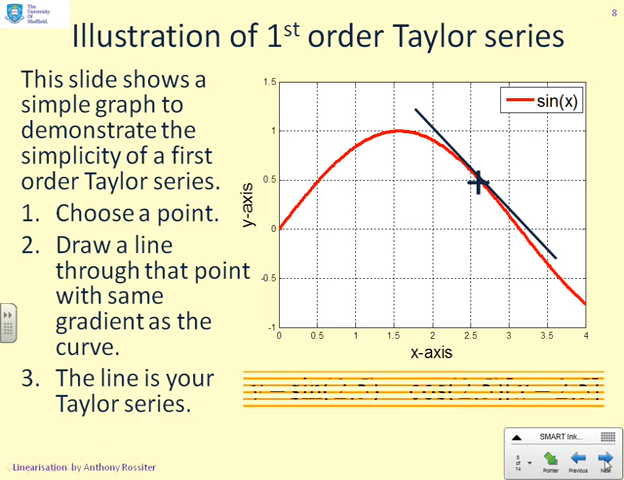 The
University
Of
Sheffield.
8
Illustration of 1st order Taylor series
This slide shows a
simple graph to
demonstrate the
simplicity of a first
order Taylor series.
1. Choose a point.
2. Draw a line
through that point
with same
gradient as the
curve.
3. The line is your
Taylor series.
1.5
1
0.5
0
-0.5
-1
y-axis
sin(x)
0 0.5 1 1.5 2 2.5 3 3.5 4
x-axis
SMART Ink...
8
of
14
Pointer Previous Next
Linearisation by Anthony Rossiter